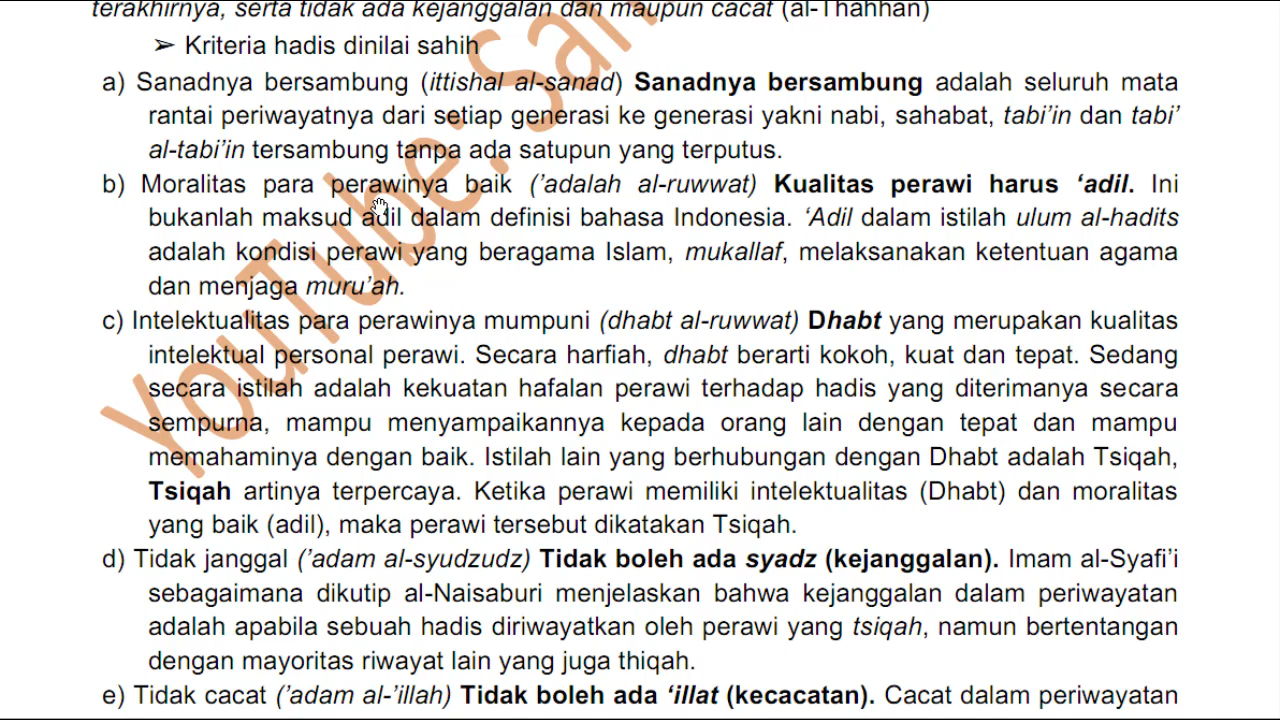 terakhirnya, serta tidak ada kejanggalan dan maupun cacat (al-Thahhan)
➢ Kriteria hadis dinilai sahih
a) Sanadnya bersambung (ittishal al-sanad) Sanadnya bersambung adalah seluruh mata
rantai periwayatnya dari setiap generasi ke generasi yakni nabi, sahabat, tabi’in dan tabi’
al-tabi’in tersambung tanpa ada satupun yang terputus.
b) Moralitas para perawinya baik (’adalah al-ruwwat) Kualitas perawi harus ‘adil. Ini
bukanlah maksud adil dalam definisi bahasa Indonesia. ‘Adil dalam istilah ulum al-hadits
adalah kondisi perawi yang beragama Islam, mukallaf, melaksanakan ketentuan agama
dan menjaga muru’ah.
c) Intelektualitas para perawinya mumpuni (dhabt al-ruwwat) Dhabt yang merupakan kualitas
intelektual personal perawi. Secara harfiah, dhabt berarti kokoh, kuat dan tepat. Sedang
secara istilah adalah kekuatan hafalan perawi terhadap hadis yang diterimanya secara
sempurna, mampu menyampaikannya kepada orang lain dengan tepat dan mampu
memahaminya dengan baik. Istilah lain yang berhubungan dengan Dhabt adalah Tsiqah,
Tsiqah artinya terpercaya. Ketika perawi memiliki intelektualitas (Dhabt) dan moralitas
yang baik (adil), maka perawi tersebut dikatakan Tsiqah.
d) Tidak janggal (’adam al-syudzudz) Tidak boleh ada syadz (kejanggalan). Imam al-Syafi’i
sebagaimana dikutip al-Naisaburi menjelaskan bahwa kejanggalan dalam periwayatan
adalah apabila sebuah hadis diriwayatkan oleh perawi yang tsiqah, namun bertentangan
dengan mayoritas riwayat lain yang juga thiqah.
e) Tidak cacat (’adam al-’illah) Tidak boleh ada ‘illat (kecacatan). Cacat dalam periwayatan
YouTube: San